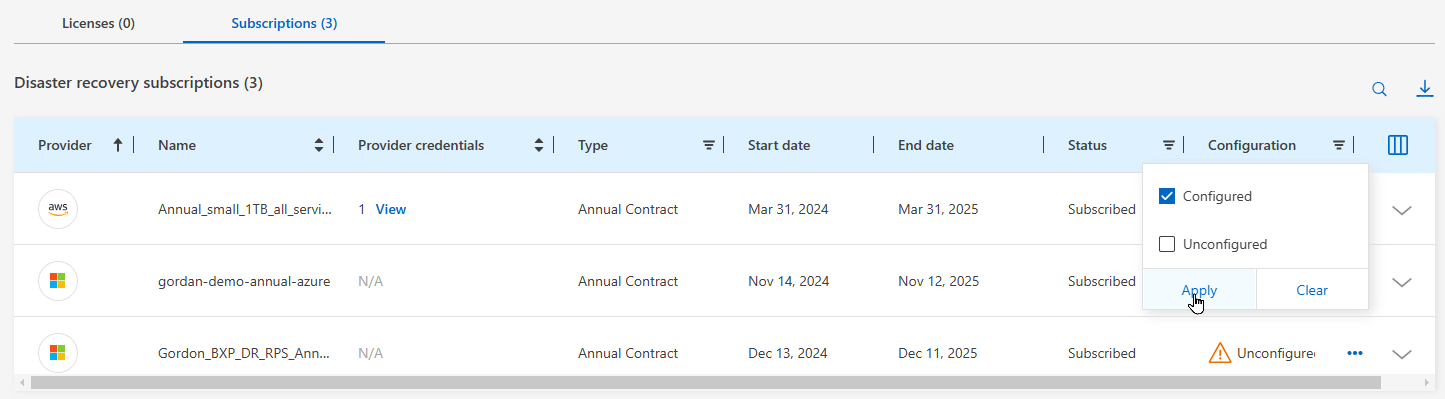 Licenses (0) Subscriptions (3)
Disaster recovery subscriptions (3)
Provider Name Provider credentials Type Start date End date Status Configuration
aws Annual_small_1TB_all_servi... 1 View Annual Contract Mar 31, 2024 Mar 31, 2025 Subscribed
Configured
Unconfigured
gordan-demo-annual-azure N/A Annual Contract Nov 14, 2024 Nov 12, 2025 Subscribed
Apply Clear
Gordon_BXP_DR_RPS_Ann... N/A Annual Contract Dec 13, 2024 Dec 11, 2025 Subscribed Unconfigured